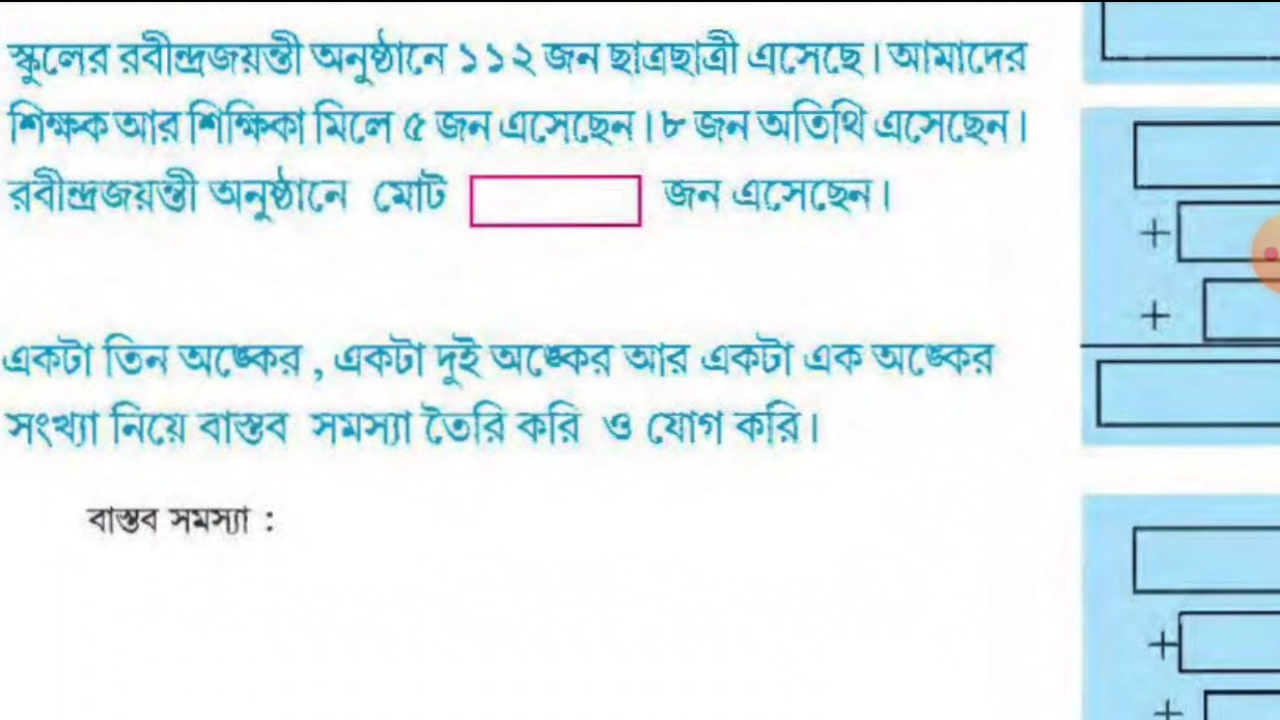 স্কুলের রবীন্দ্রজয়ন্তী অনুষ্ঠানে ১১২ জন ছাত্রছাত্রী এসেছে। আমাদের
শিক্ষক আর শিক্ষিকা মিলে ৫ জন এসেছেন। ৮ জন অতিথি এসেছেন।
রবীন্দ্রজয়ন্তী অনুষ্ঠানে মোট জন এসেছেন।
+
+
একটা তিন অঙ্কের , একটা দুই অঙ্কের আর একটা এক অঙ্কের
সংখ্যা নিয়ে বাস্তব সমস্যা তৈরি করি ও যোগ করি।
বাস্তব সমস্যা :
+
+